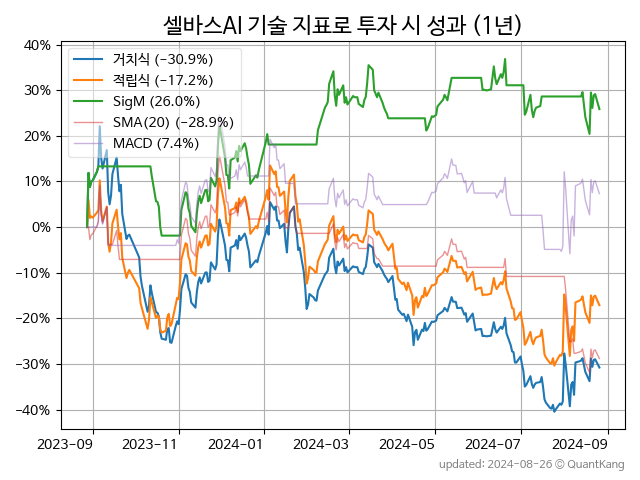 셀바스AI 기술 지표로 투자 시 성과 (1년)
40%
30%
20%
10%
0%
−10%
−20%
−30%
−40%
거치식 (−30.9%)
적립식 (−17.2%)
SigM (26.0%)
SMA(20) (−28.9%)
MACD (7.4%)
2023-09 2023-11 2024-01 2024-03 2024-05 2024-07 2024-09
updated: 2024-08-26 © QuantKang